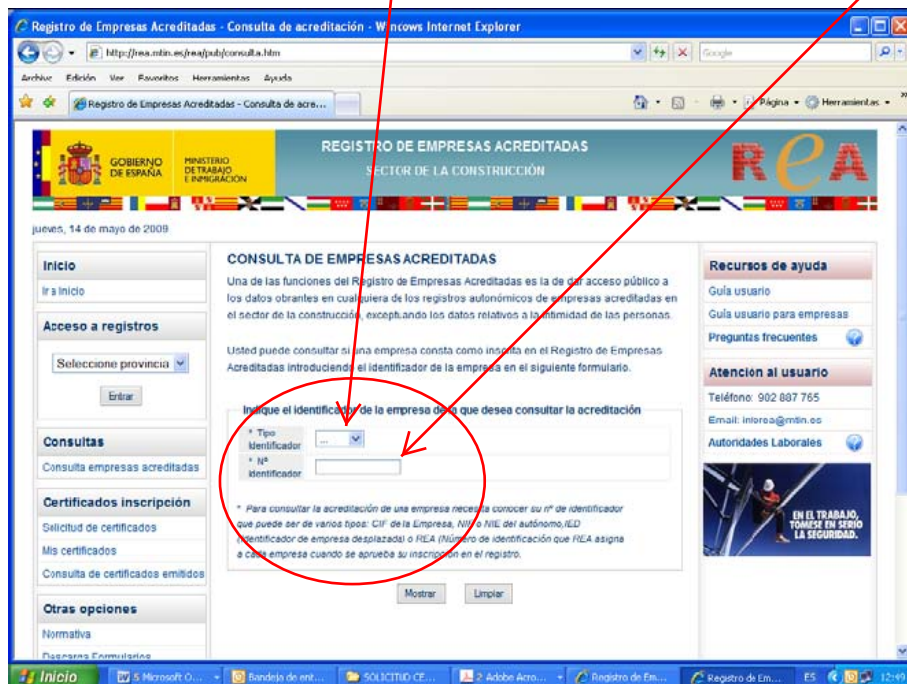 Registro de Empresas Acreditadas - Consulta de acreditación - Windows Internet Explorer
http://rea.mtin.es/rea/pub/consulta.htm
Google
Archivo Edición Ver Favoritos Herramientas Ayuda
Registro de Empresas Acreditadas - Consulta de acre...
Página
Herramientas
GOBIERNO DE ESPAÑA
MINISTERIO DE TRABAJO E INMIGRACIÓN
REGISTRO DE EMPRESAS ACREDITADAS
SECTOR DE LA CONSTRUCCIÓN
ReA
jueves, 14 de mayo de 2009
Inicio
Ir a Inicio
Acceso a registros
Seleccione provincia
Entrar
Consultas
Consulta empresas acreditadas
Certificados inscripción
Solicitud de certificados
Mis certificados
Consulta de certificados emitidos
Otras opciones
Normativa
Descarga Formularios
CONSULTA DE EMPRESAS ACREDITADAS
Una de las funciones del Registro de Empresas Acreditadas es la de dar acceso público a
los datos obrantes en cualquiera de los registros autonómicos de empresas acreditadas en
el sector de la construcción, exceptuando los datos relativos a la intimidad de las personas.
Usted puede consultar si una empresa consta como inscrita en el Registro de Empresas
Acreditadas introduciendo el identificador de la empresa en el siguiente formulario.
Indique el identificador de la empresa de la que desea consultar la acreditación
* Tipo
Identificador
...
* Nº
identificador
* Para consultar la acreditación de una empresa necesita conocer su nº de identificador
que puede ser de varios tipos: CIF de la Empresa, NIF o NIE del autónomo,IED
(Identificador de empresa desplazada) o REA (Número de identificación que REA asigna
a cada empresa cuando se aprueba su inscripción en el registro.
Mostrar
Limpiar
Recursos de ayuda
Guía usuario
Guía usuario para empresas
Preguntas frecuentes
Atención al usuario
Teléfono: 902 887 765
Email: inforea@mtin.es
Autoridades Laborales
EN EL TRABAJO,
TÓMESE EN SERIO
LA SEGURIDAD.
Inicio
5 Microsoft O...
Bandeja de ent...
SOLICITUD CE...
2 Adobe Acro...
Registro de Em...
Registro de Em...
ES
12:49